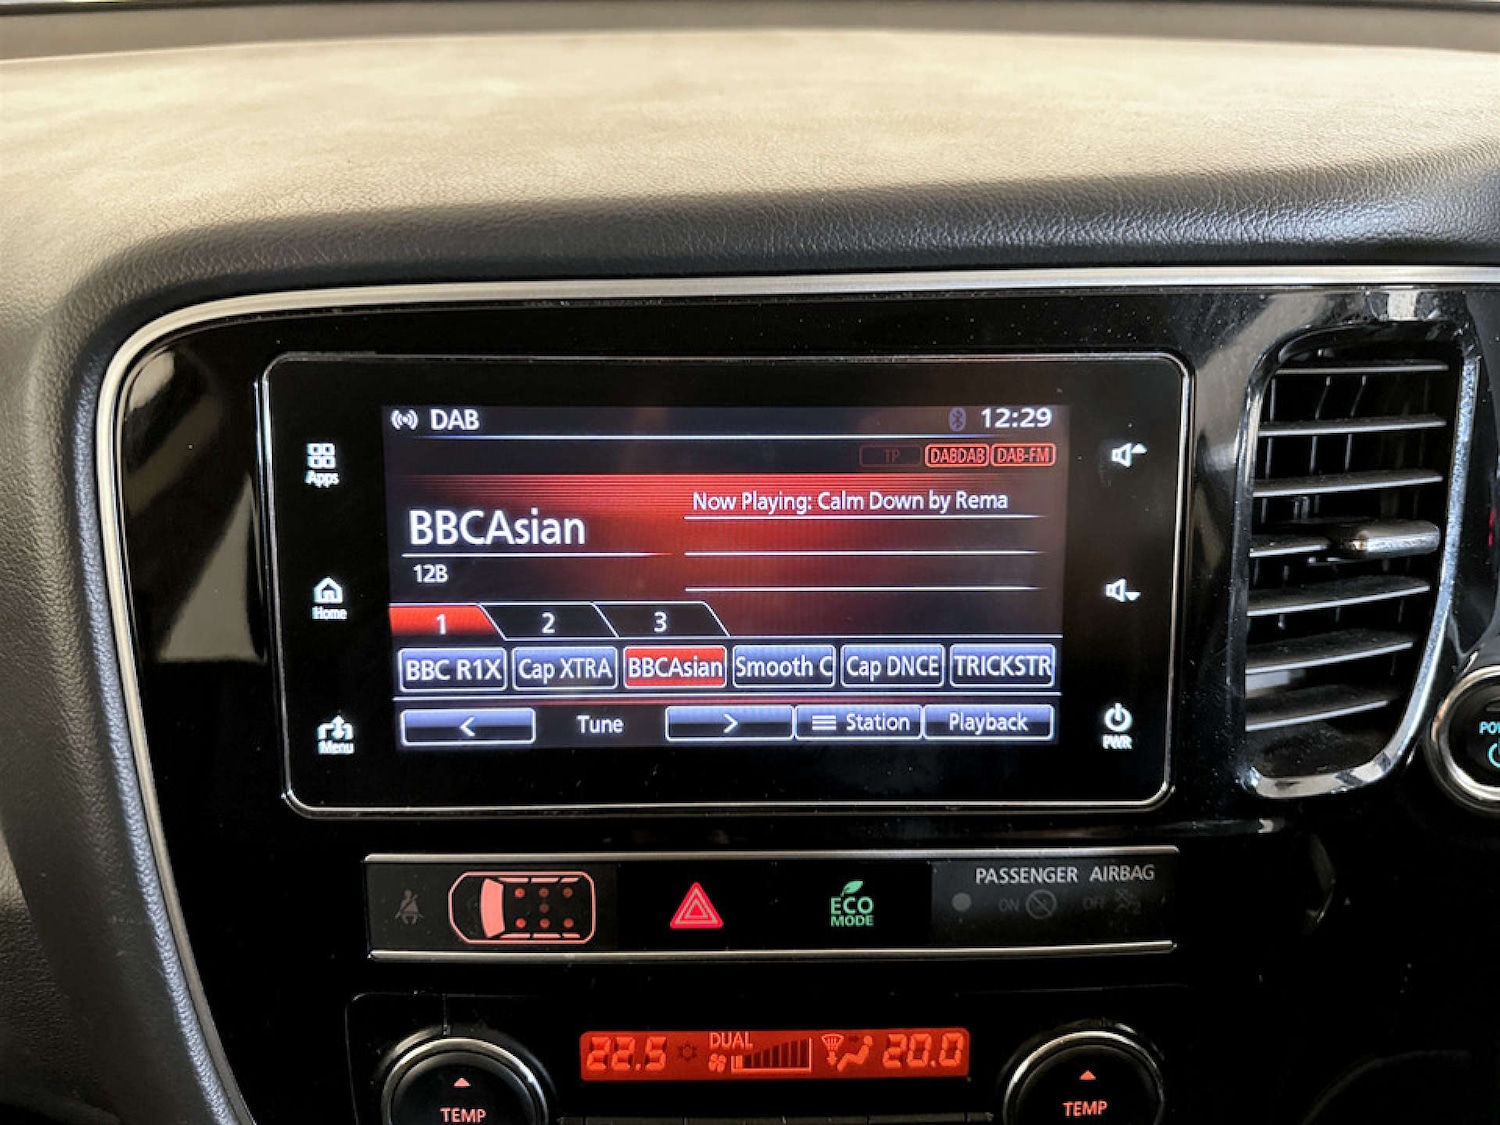 DAB
12:29
TP DABDAB DAB-FM
Apps
Now Playing: Calm Down by Rema
BBCAsian
12B
Home
1 2 3
BBC R1X Cap XTRA BBCAsian Smooth C Cap DNCE TRICKSTR
< Tune > Station Playback
Menu
PWR
PO
PASSENGER AIRBAG
ON OFF
ECO
MODE
DUAL
22.5 20.0
TEMP
TEMP